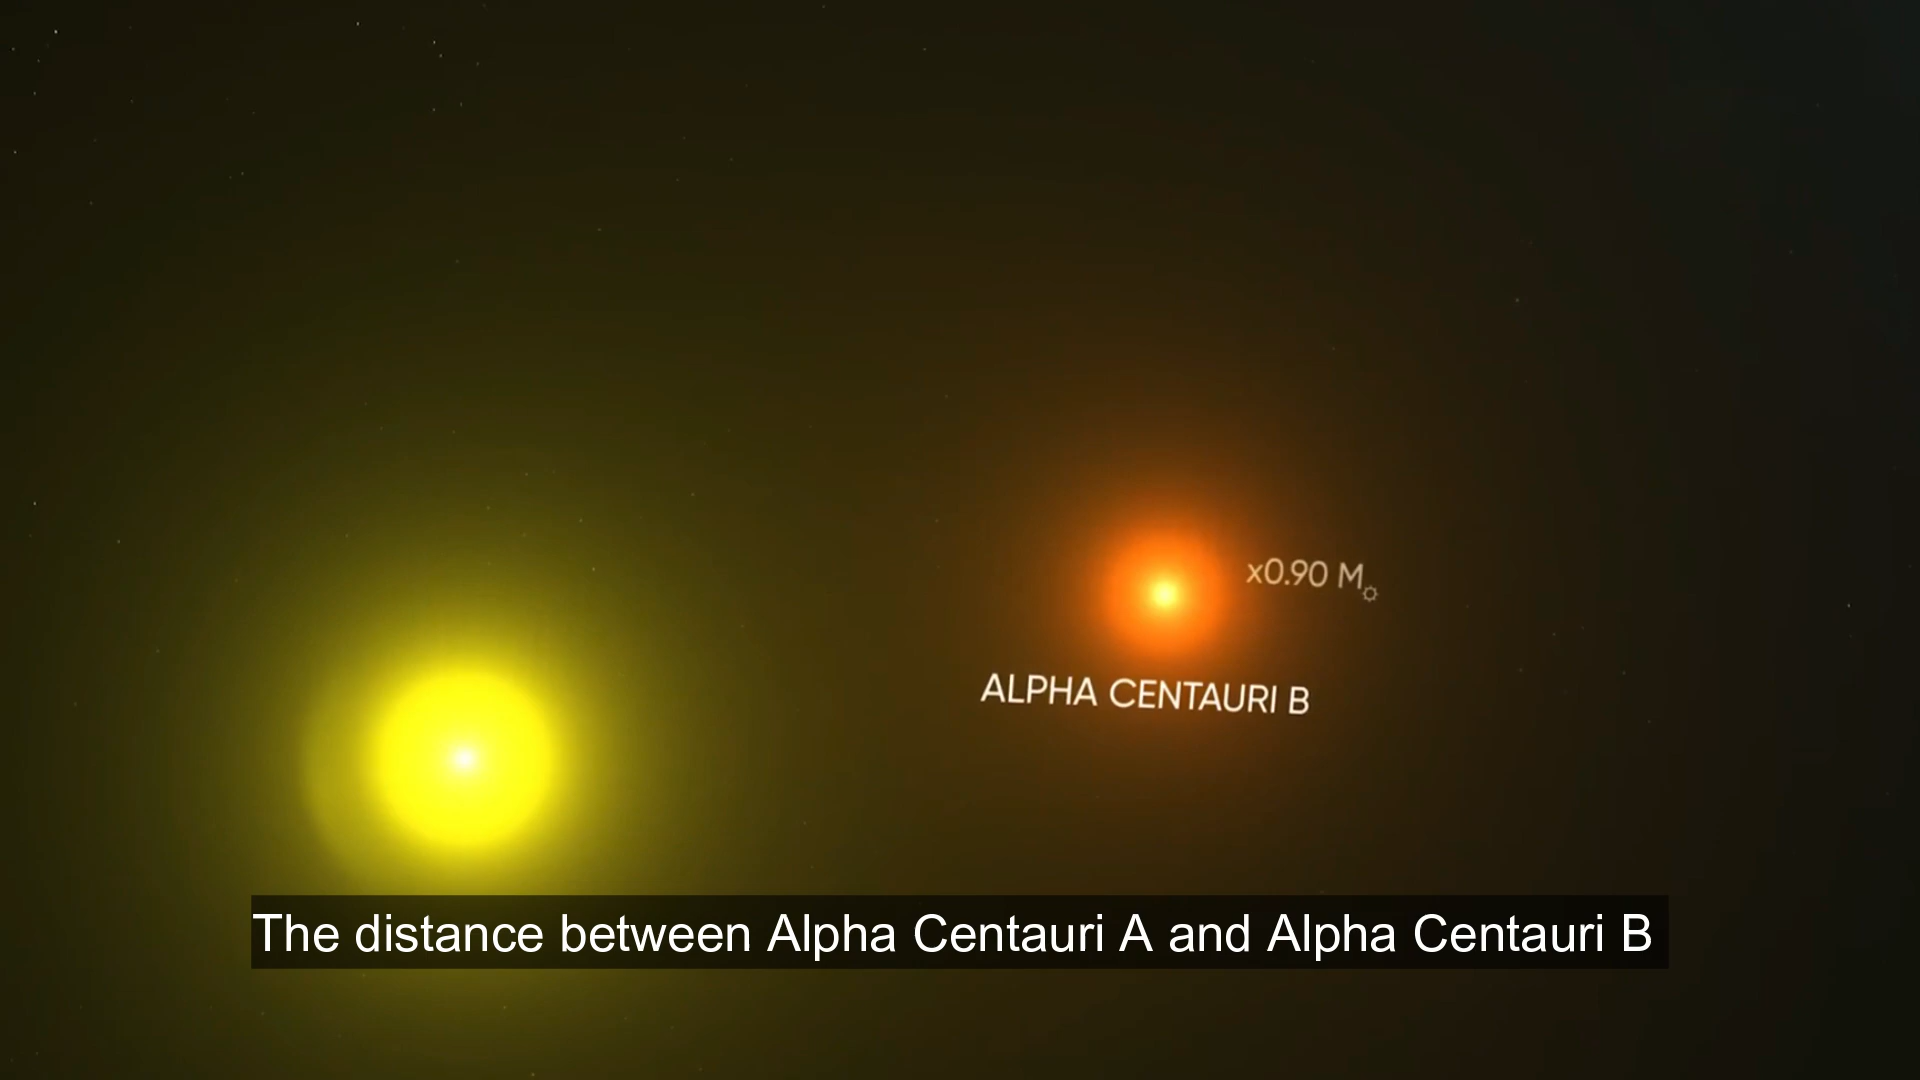 x0.90 M☼
ALPHA CENTAURI B
The distance between Alpha Centauri A and Alpha Centauri B